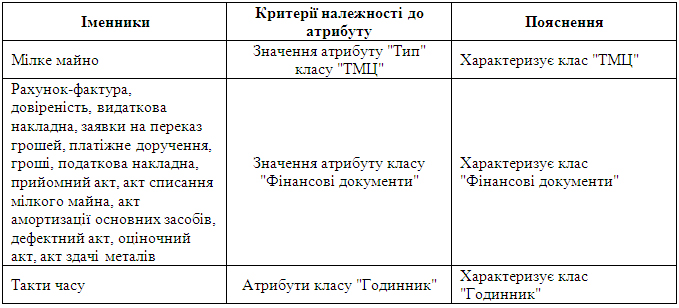 Іменники
Критерії належності до
атрибуту
Пояснення
Мілке майно
Значення атрибуту "Тип"
класу "ТМЦ"
Характеризує клас "ТМЦ"
Рахунок-фактура,
довіреність, видаткова
накладна, заявки на переказ
грошей, платіжне доручення,
гроші, податкова накладна,
прийомний акт, акт списання
мілкого майна, акт
амортизації основних засобів,
дефектний акт, оціночний
акт, акт здачі металів
Значення атрибуту класу
"Фінансові документи"
Характеризує клас
"Фінансові документи"
Такти часу
Атрибути класу "Годинник"
Характеризує клас
"Годинник"